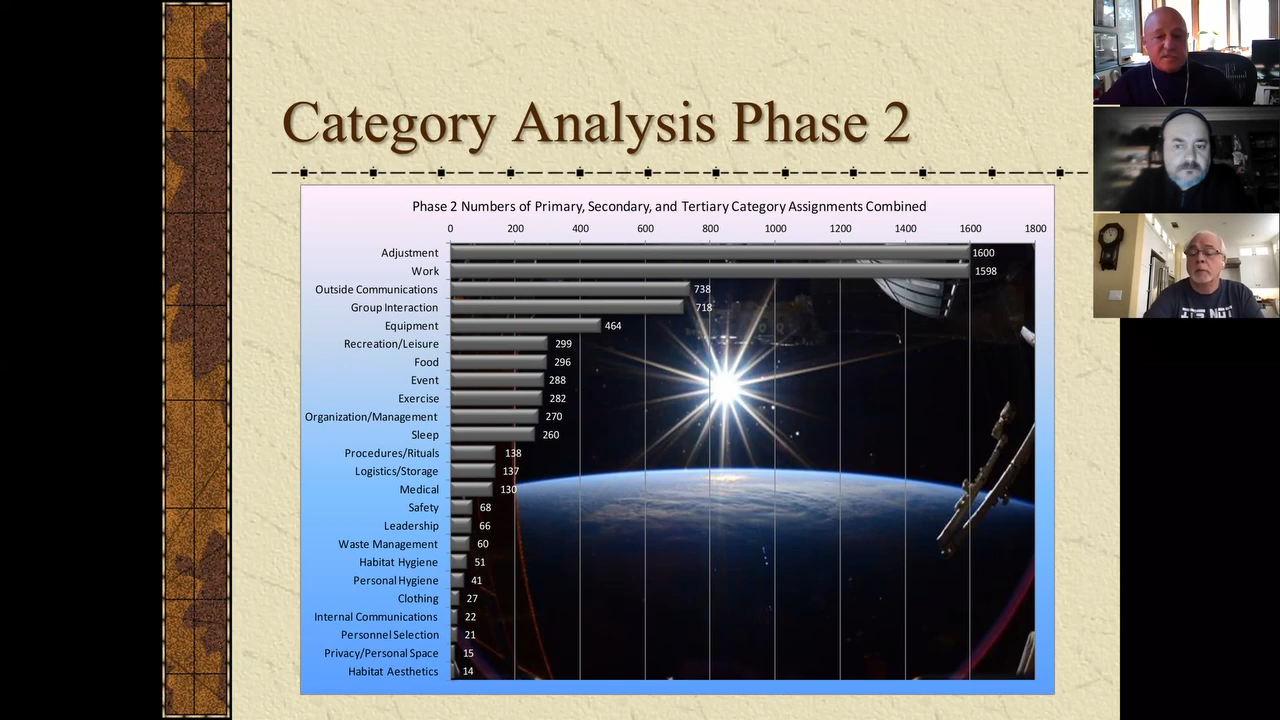 Category Analysis Phase 2
Phase 2 Numbers of Primary, Secondary, and Tertiary Category Assignments Combined
0 200 400 600 800 1000 1200 1400 1600 1800
Adjustment 1600
Work 1598
Outside Communications 738
Group Interaction 718
Equipment 464
Recreation/Leisure 299
Food 296
Event 288
Exercise 282
Organization/Management 270
Sleep 260
Procedures/Rituals 138
Logistics/Storage 137
Medical 130
Safety 68
Leadership 66
Waste Management 60
Habitat Hygiene 51
Personal Hygiene 41
Clothing 27
Internal Communications 22
Personnel Selection 21
Privacy/Personal Space 15
Habitat Aesthetics 14
IT'S NOT